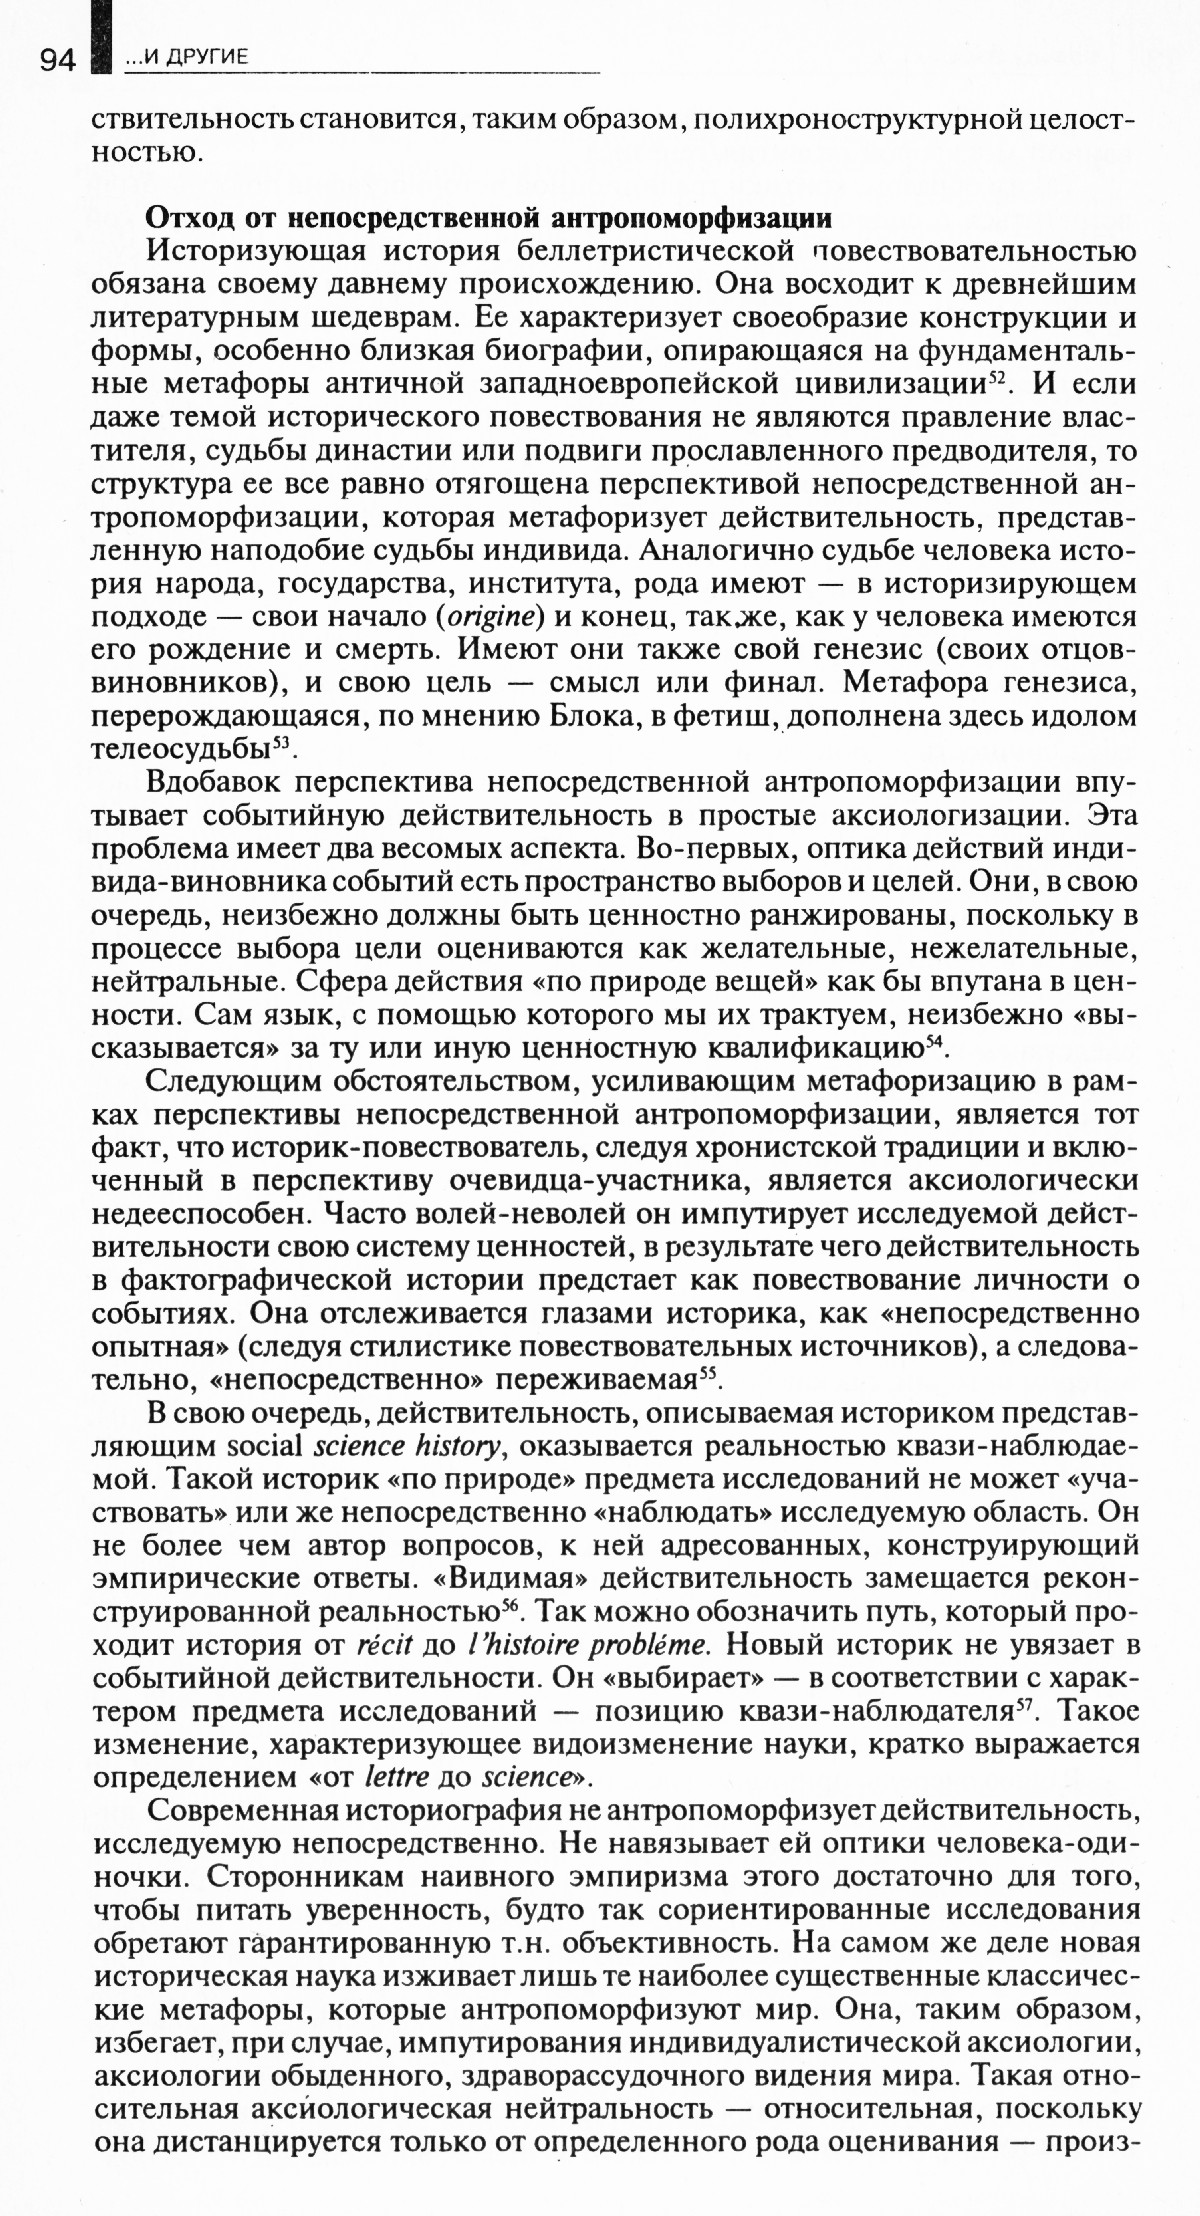 94
...И ДРУГИЕ
ствительность становится, таким образом, полихроноструктурной целост-
ностью.
Отход от непосредственной антропоморфизации
Историзующая история беллетристической повествовательностью
обязана своему давнему происхождению. Она восходит к древнейшим
литературным шедеврам. Ее характеризует своеобразие конструкции и
формы, особенно близкая биографии, опирающаяся на фундаменталь-
ные метафоры античной западноевропейской цивилизации⁵². И если
даже темой исторического повествования не являются правление влас-
тителя, судьбы династии или подвиги прославленного предводителя, то
структура ее все равно отягощена перспективой непосредственной ан-
тропоморфизации, которая метафоризует действительность, представ-
ленную наподобие судьбы индивида. Аналогично судьбе человека исто-
рия народа, государства, института, рода имеют — в историзирующем
подходе — свои начало (origine) и конец, также, как у человека имеются
его рождение и смерть. Имеют они также свой генезис (своих отцов-
виновников), и свою цель — смысл или финал. Метафора генезиса,
перерождающаяся, по мнению Блока, в фетиш, дополнена здесь идолом
телеосудьбы⁵³.
Вдобавок перспектива непосредственной антропоморфизации впу-
тывает событийную действительность в простые аксиологизации. Эта
проблема имеет два весомых аспекта. Во-первых, оптика действий инди-
вида-виновника событий есть пространство выборов и целей. Они, в свою
очередь, неизбежно должны быть ценностно ранжированы, поскольку в
процессе выбора цели оцениваются как желательные, нежелательные,
нейтральные. Сфера действия «по природе вещей» как бы впутана в цен-
ности. Сам язык, с помощью которого мы их трактуем, неизбежно «вы-
сказывается» за ту или иную ценностную квалификацию⁵⁴.
Следующим обстоятельством, усиливающим метафоризацию в рам-
ках перспективы непосредственной антропоморфизации, является тот
факт, что историк-повествователь, следуя хронистской традиции и вклю-
ченный в перспективу очевидца-участника, является аксиологически
недееспособен. Часто волей-неволей он импутирует исследуемой дейст-
вительности свою систему ценностей, в результате чего действительность
в фактографической истории предстает как повествование личности о
событиях. Она отслеживается глазами историка, как «непосредственно
опытная» (следуя стилистике повествовательных источников), а следова-
тельно, «непосредственно» переживаемая⁵⁵.
В свою очередь, действительность, описываемая историком представ-
ляющим social science history, оказывается реальностью квази-наблюдае-
мой. Такой историк «по природе» предмета исследований не может «уча-
ствовать» или же непосредственно «наблюдать» исследуемую область. Он
не более чем автор вопросов, к ней адресованных, конструирующий
эмпирические ответы. «Видимая» действительность замещается рекон-
струированной реальностью⁵⁶. Так можно обозначить путь, который про-
ходит история от récit до l'histoire probléme. Новый историк не увязает в
событийной действительности. Он «выбирает» — в соответствии с харак-
тером предмета исследований — позицию квази-наблюдателя⁵⁷. Такое
изменение, характеризующее видоизменение науки, кратко выражается
определением «от lettre до science».
Современная историография не антропоморфизует действительность,
исследуемую непосредственно. Не навязывает ей оптики человека-оди-
ночки. Сторонникам наивного эмпиризма этого достаточно для того,
чтобы питать уверенность, будто так сориентированные исследования
обретают гарантированную т.н. объективность. На самом же деле новая
историческая наука изживает лишь те наиболее существенные классичес-
кие метафоры, которые антропоморфизуют мир. Она, таким образом,
избегает, при случае, импутирования индивидуалистической аксиологии,
аксиологии обыденного, здраворассудочного видения мира. Такая отно-
сительная аксиологическая нейтральность — относительная, поскольку
она дистанцируется только от определенного рода оценивания — произ-